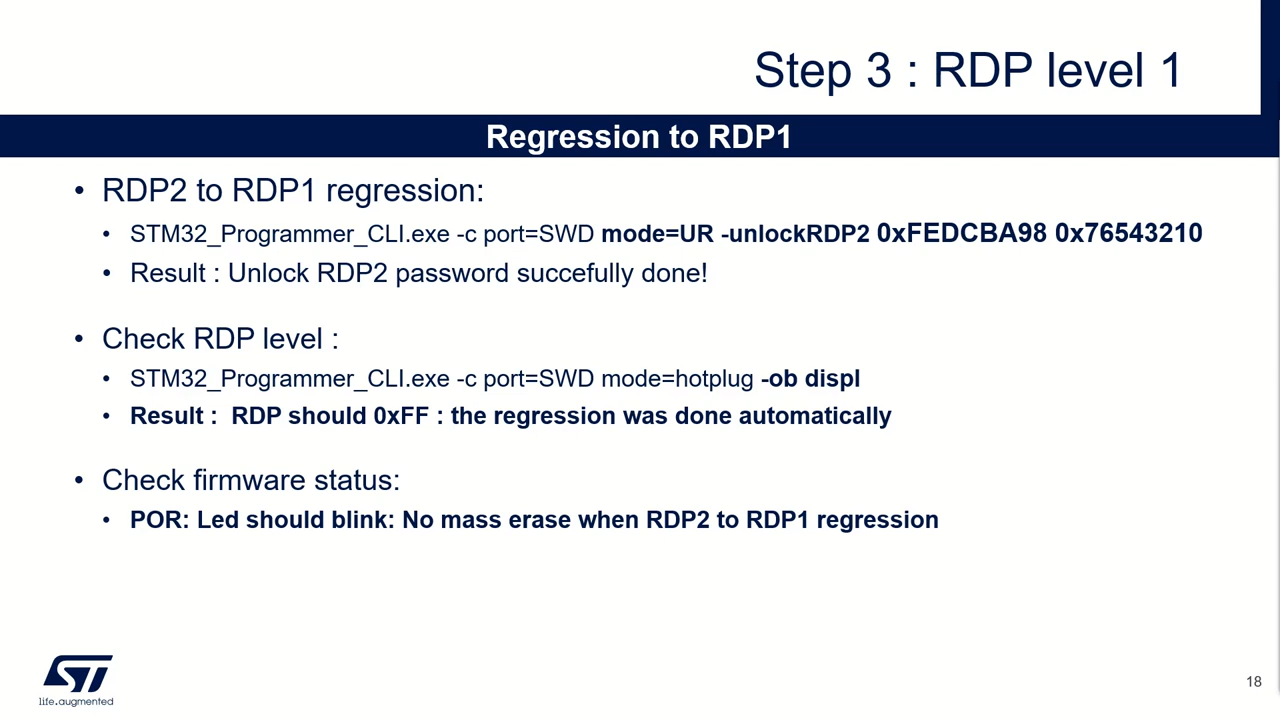 Step 3 : RDP level 1
Regression to RDP1
• RDP2 to RDP1 regression:
• STM32_Programmer_CLI.exe -c port=SWD mode=UR -unlockRDP2 0xFEDCBA98 0x76543210
• Result : Unlock RDP2 password succefully done!
• Check RDP level :
• STM32_Programmer_CLI.exe -c port=SWD mode=hotplug -ob displ
• Result :  RDP should 0xFF : the regression was done automatically
• Check firmware status:
• POR: Led should blink: No mass erase when RDP2 to RDP1 regression
ST
life.augmented
18